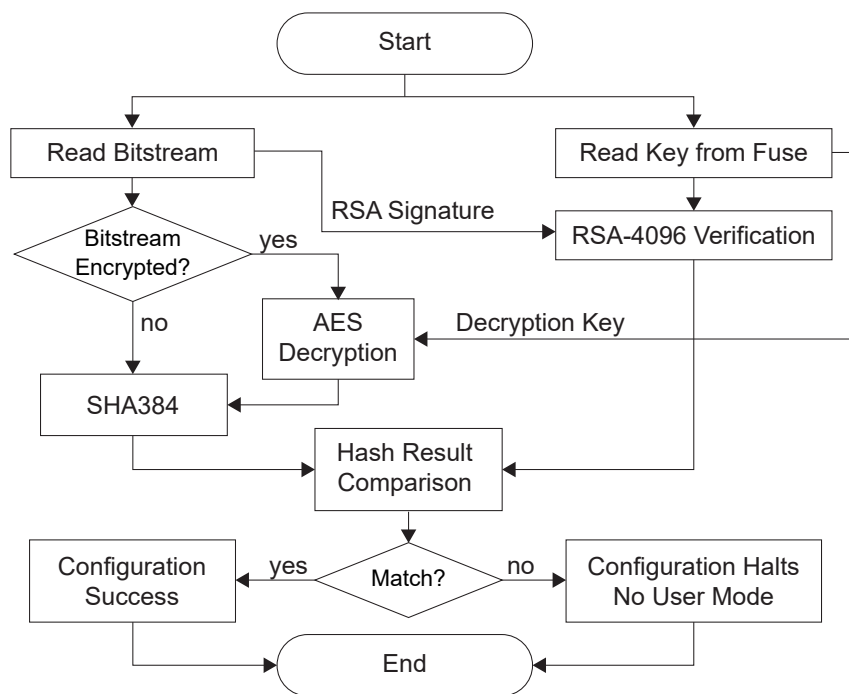 Start
Read Bitstream
Read Key from Fuse
RSA Signature
RSA-4096 Verification
Bitstream
Encrypted?
yes
no
AES
Decryption
Decryption Key
SHA384
Hash Result
Comparison
Configuration
Success
yes
Match?
no
Configuration Halts
No User Mode
End